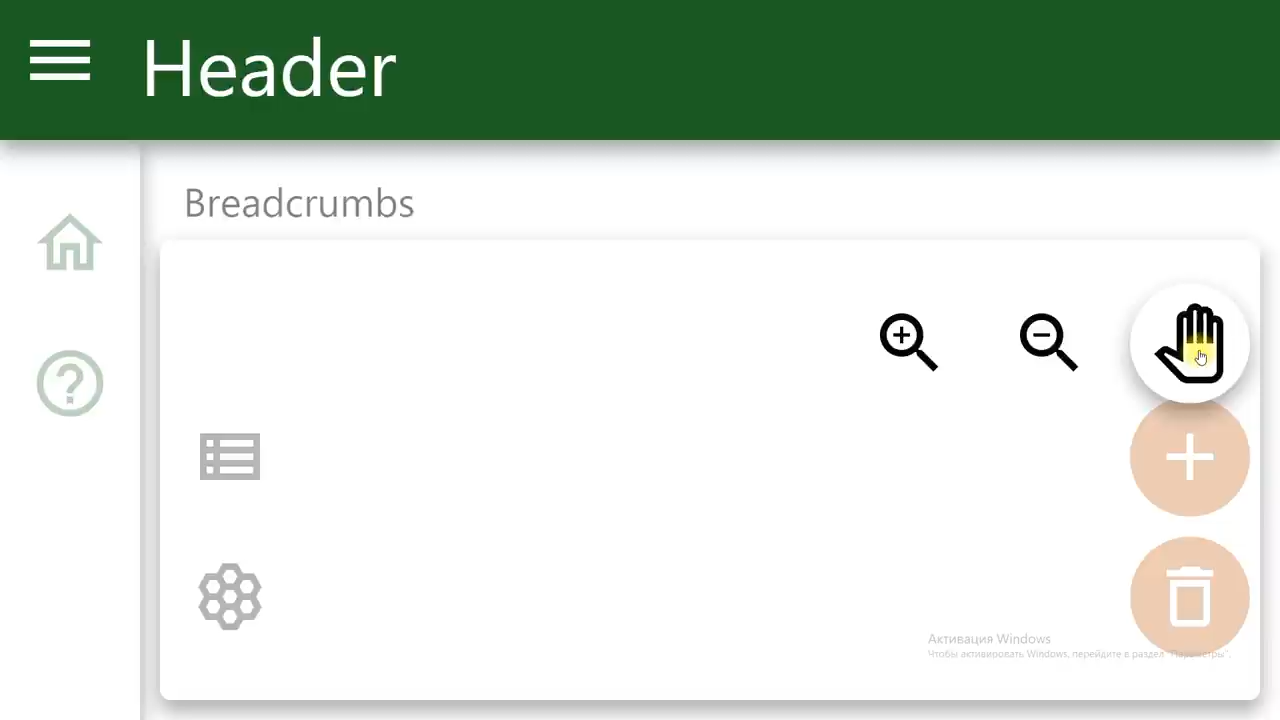 Header
Breadcrumbs
Активация Windows
Чтобы активировать Windows, перейдите в раздел "Параметры".